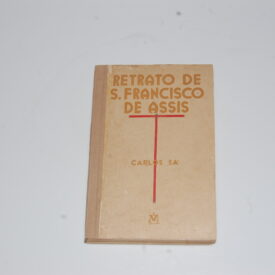 RETRATO DE
S. FRANCISCO
DE ASSIS
CARLOS SÁ